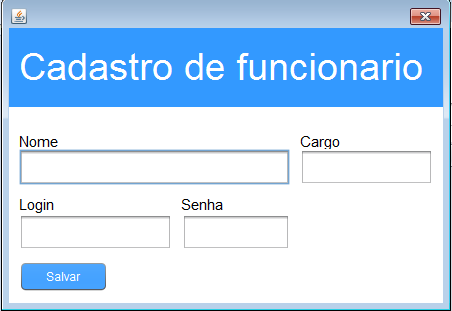 Cadastro de funcionario
Nome Cargo
Login Senha
Salvar